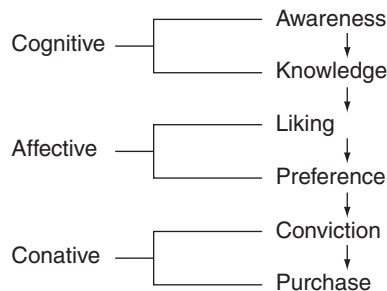 Cognitive
Awareness
Knowledge
Affective
Liking
Preference
Conative
Conviction
Purchase